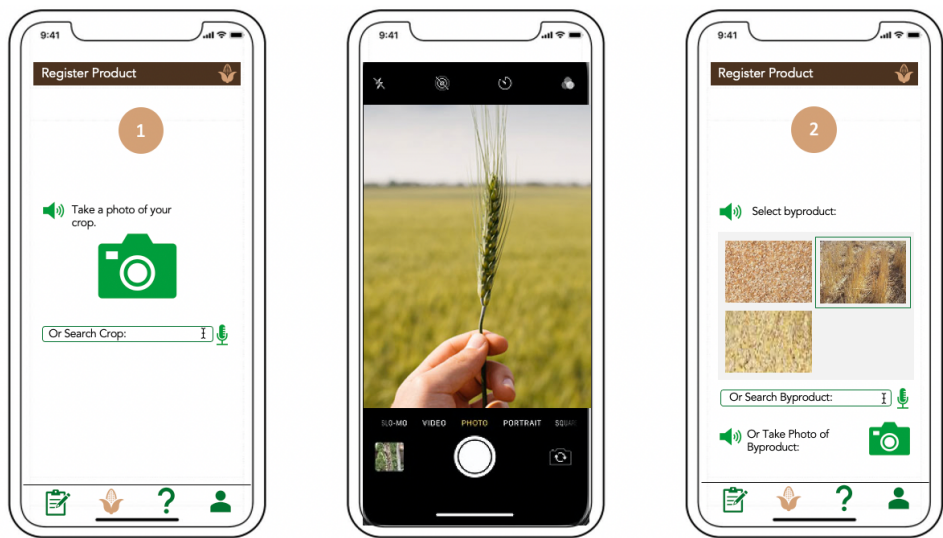 9:41
Register Product
1
Take a photo of your
crop.
Or Search Crop:
9:41
SLO-MO VIDEO PHOTO PORTRAIT SQUAR
9:41
Register Product
2
Select byproduct:
Or Search Byproduct:
Or Take Photo of
Byproduct:
?
?